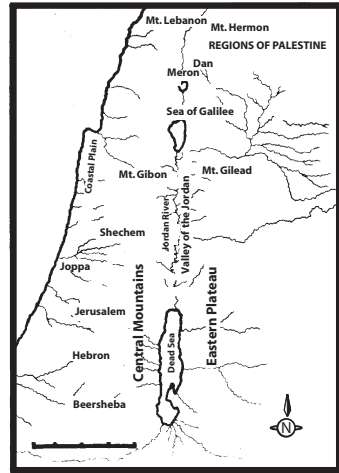 Mt. Lebanon
Mt. Hermon
REGIONS OF PALESTINE
Dan
Meron
Sea of Galilee
Coastal Plain
Mt. Gibon
Mt. Gilead
Jordan River
Valley of the Jordan
Shechem
Joppa
Jerusalem
Central Mountains
Dead Sea
Eastern Plateau
Hebron
Beersheba
N